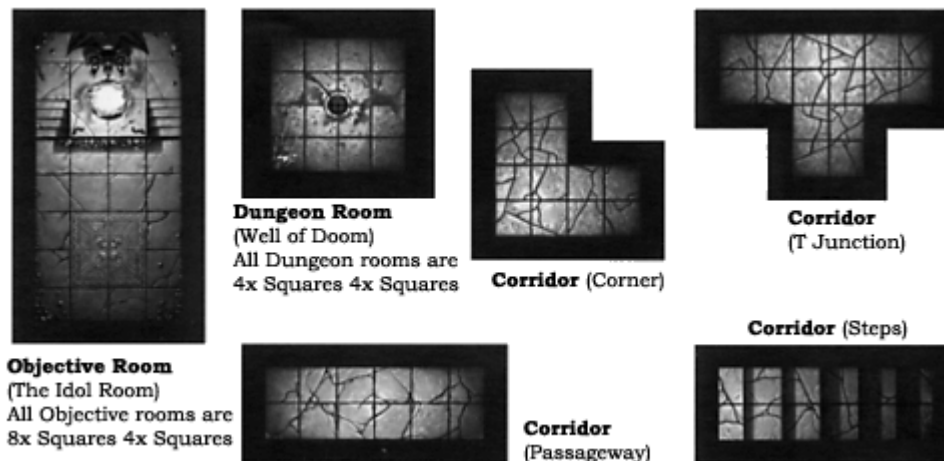 Objective Room
(The Idol Room)
All Objective rooms are
8x Squares 4x Squares
Dungeon Room
(Well of Doom)
All Dungeon rooms are
4x Squares 4x Squares
Corridor (Corner)
Corridor
(T Junction)
Corridor
(Passageway)
Corridor (Steps)